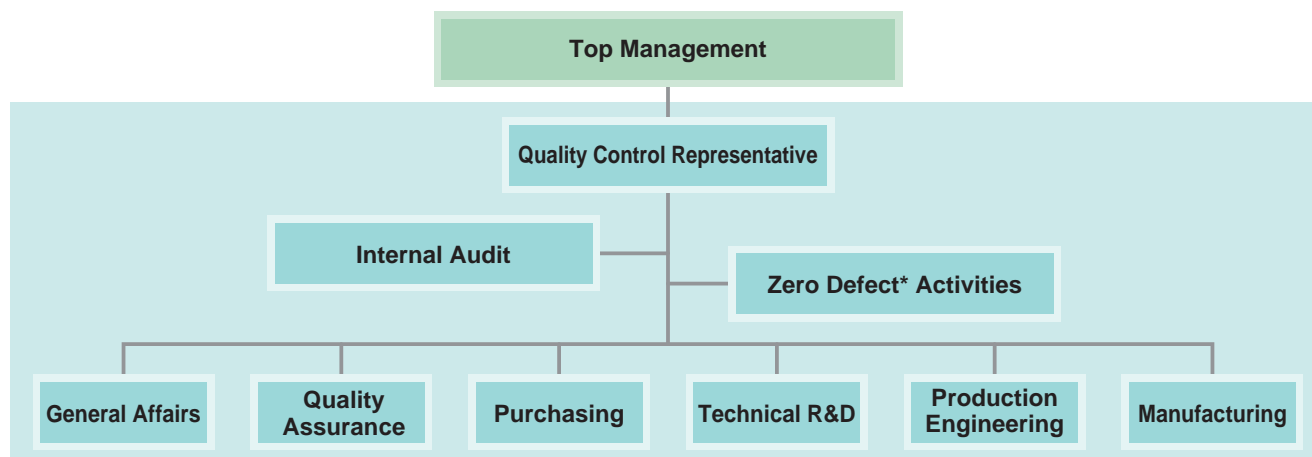 Top Management
Quality Control Representative
Internal Audit
Zero Defect* Activities
General Affairs
Quality
Assurance
Purchasing
Technical R&D
Production
Engineering
Manufacturing